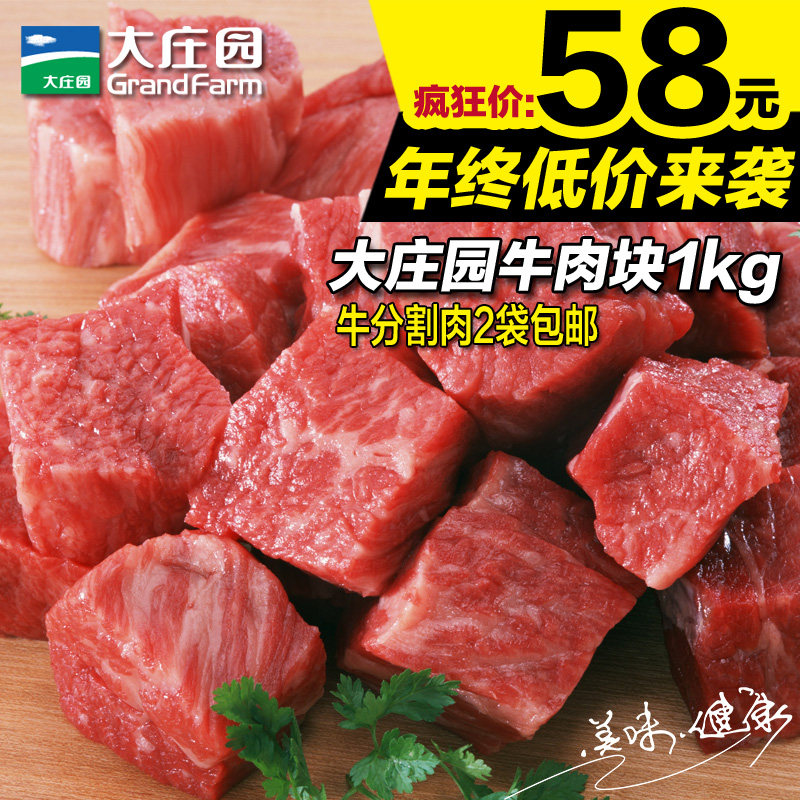 大庄园
大庄园
GrandFarm
疯狂价:58元
年终低价来袭
大庄园牛肉块1kg
牛分割肉2袋包邮
美味·健康